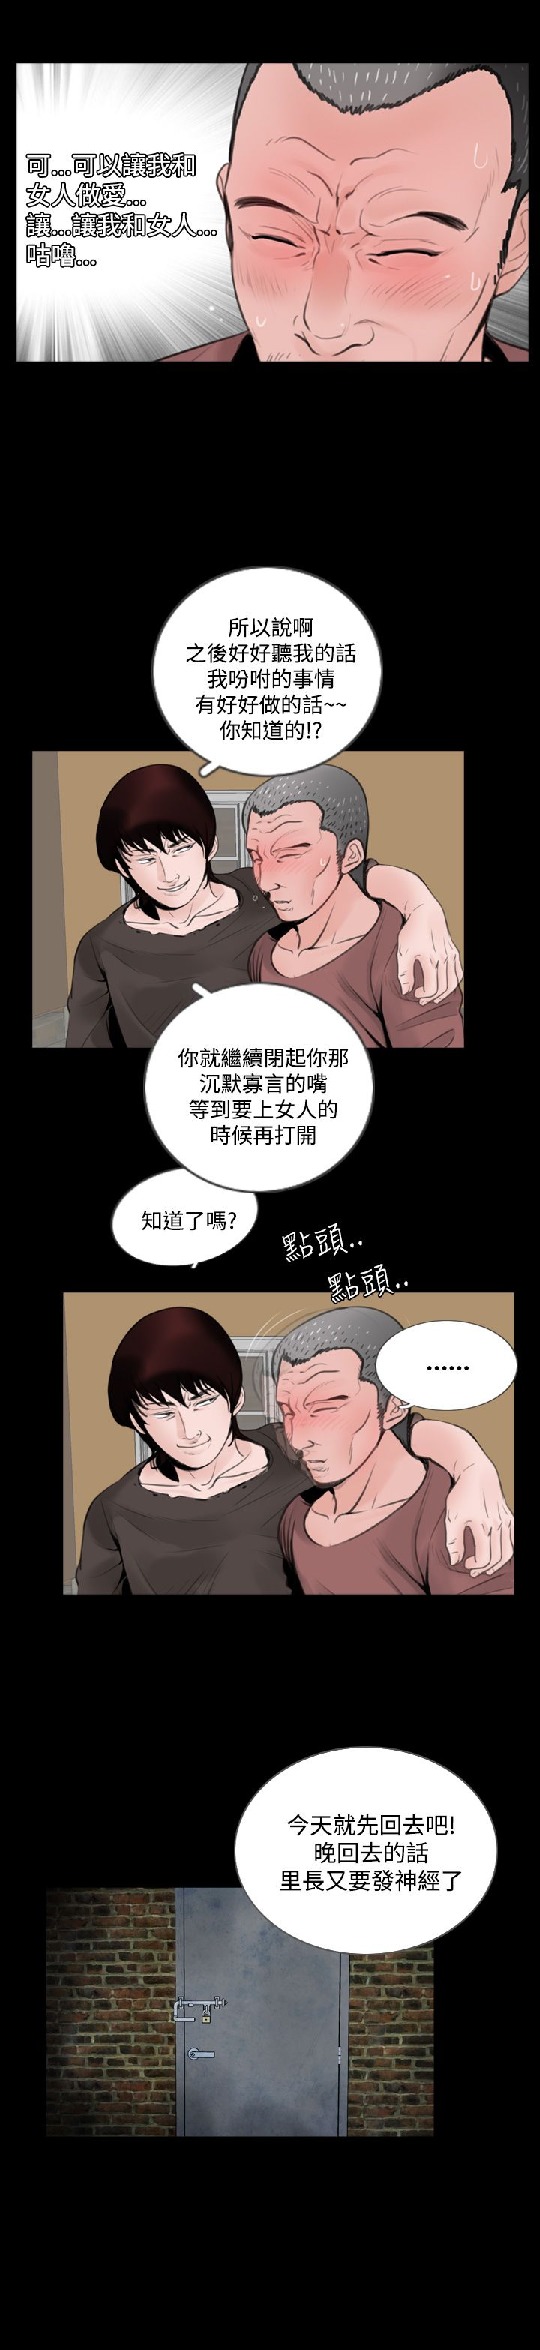 可...可以讓我和
女人做愛...
讓...讓我和女人...
咕嚕...
所以說啊
之後好好聽我的話
我吩咐的事情
有好好做的話~~
你知道的!?
你就繼續閉起你那
沉默寡言的嘴
等到要上女人的
時候再打開
知道了嗎?
點頭..
點頭..
......
今天就先回去吧!
晚回去的話
里長又要發神經了